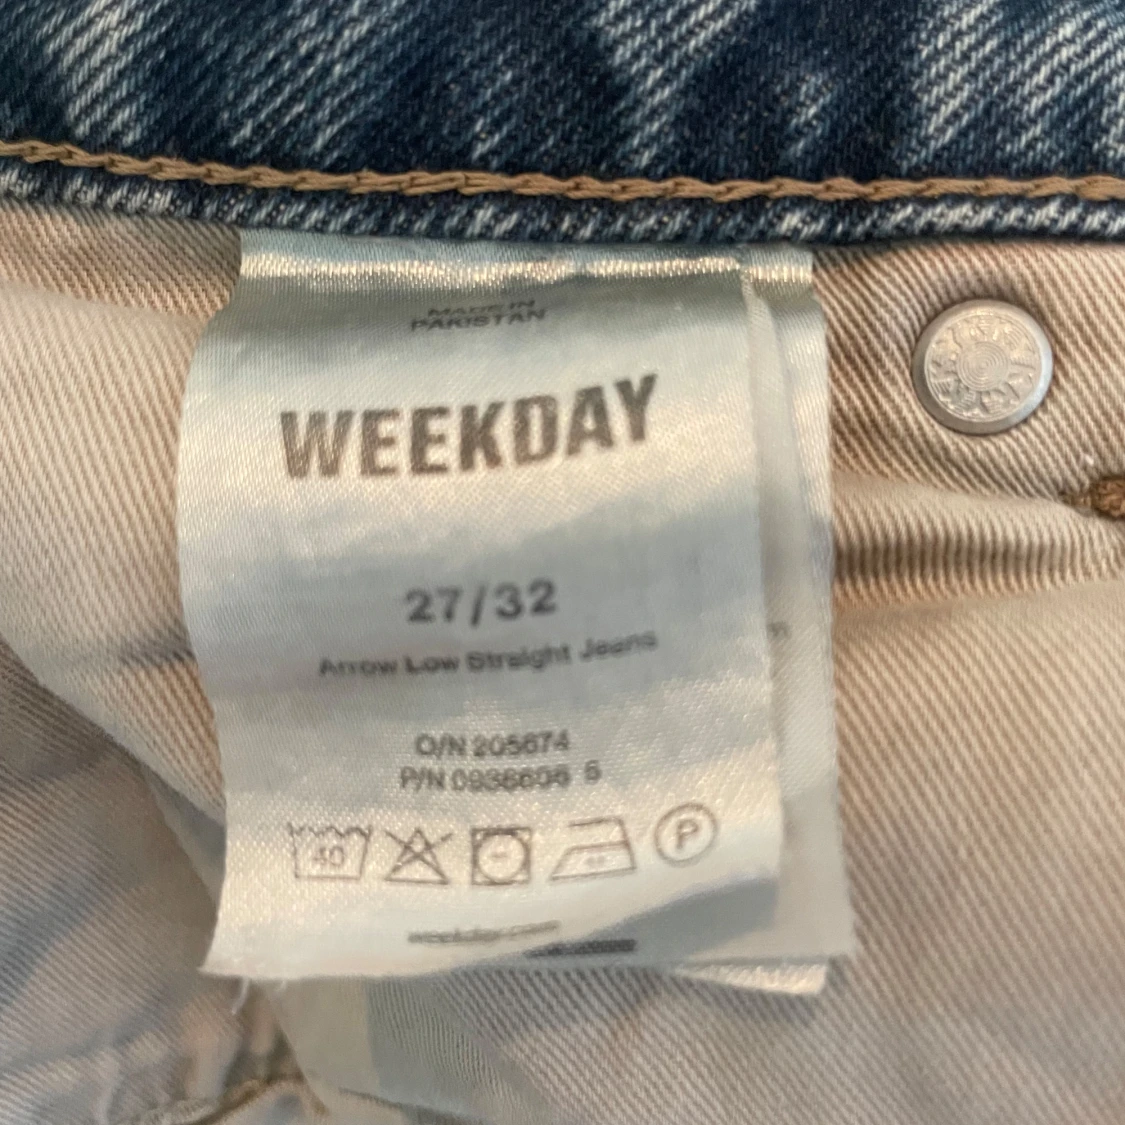 MADE IN
PAKISTAN
WEEKDAY
27/32
Arrow Low Straight Jeans
O/N 205674
P/N 0936606 5
40
P
weekday.com